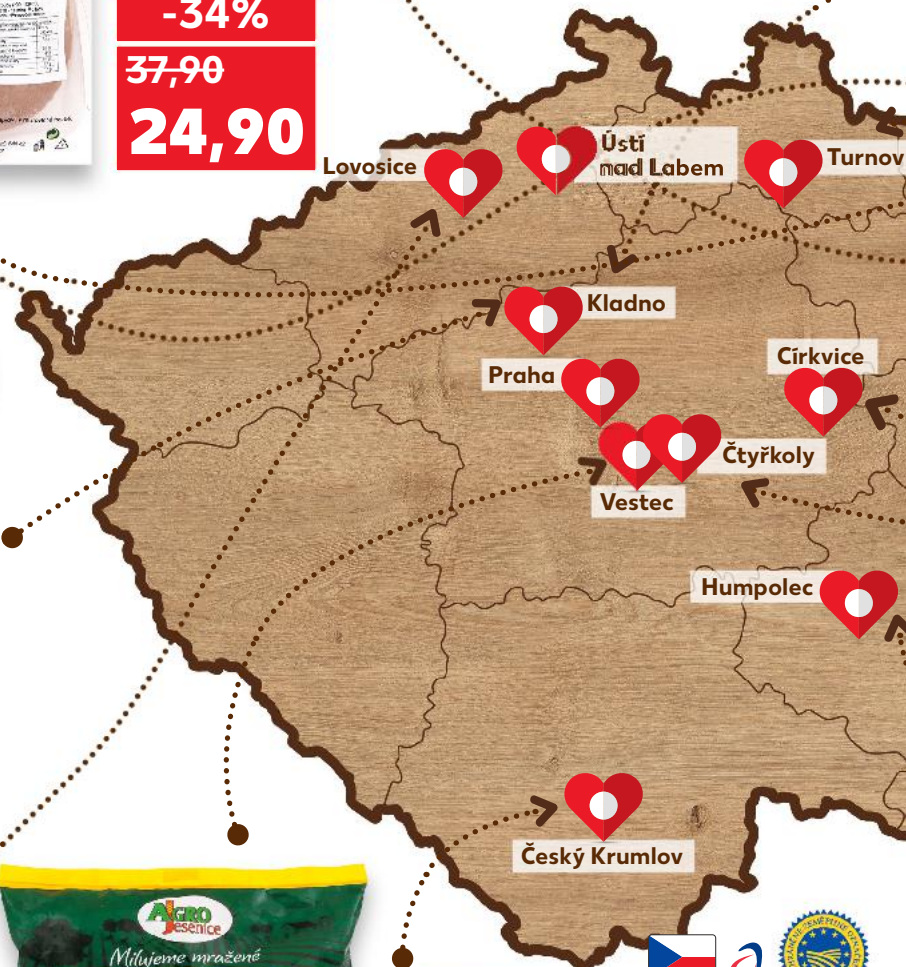 -34%
37,90
24,90
Lovosice
Ústí
nad Labem
Turnov
Kladno
Praha
Církvice
Čtyřkoly
Vestec
Humpolec
Český Krumlov
AGRO
Jesenice
Milujeme mražené